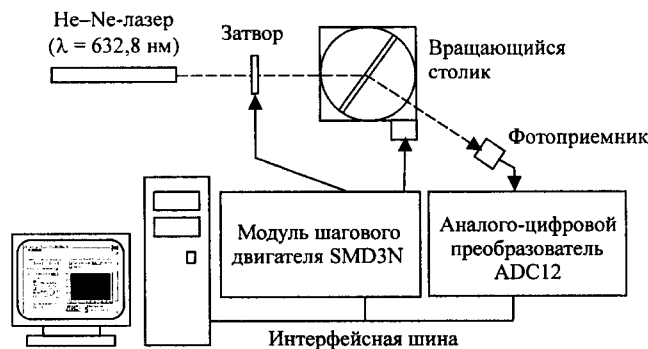 He–Ne-лазер
(λ = 632,8 нм)
Затвор
Вращающийся
столик
Фотоприемник
Модуль шагового
двигателя SMD3N
Аналого-цифровой
преобразователь
ADC12
Интерфейсная шина